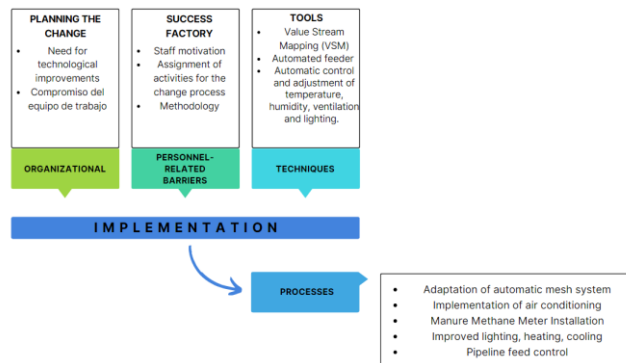 PLANNING THE
CHANGE
• Need for
technological
improvements
• Compromiso del
equipo de trabajo
ORGANIZATIONAL
SUCCESS
FACTORY
• Staff motivation
• Assignment of
activities for the
change process
• Methodology
PERSONNEL-
RELATED
BARRIERS
TOOLS
• Value Stream
Mapping (VSM)
• Automated feeder
• Automatic control
and adjustment of
temperature,
humidity, ventilation
and lighting.
TECHNIQUES
IMPLEMENTATION
PROCESSES
• Adaptation of automatic mesh system
• Implementation of air conditioning
• Manure Methane Meter Installation
• Improved lighting, heating, cooling
• Pipeline feed control